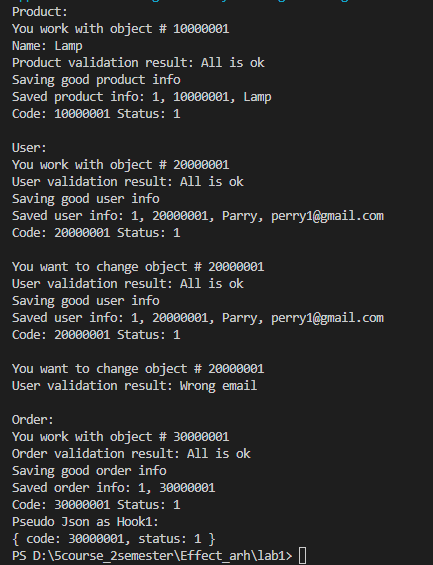 Product:
You work with object # 10000001
Name: Lamp
Product validation result: All is ok
Saving good product info
Saved product info: 1, 10000001, Lamp
Code: 10000001 Status: 1
User:
You work with object # 20000001
User validation result: All is ok
Saving good user info
Saved user info: 1, 20000001, Parry, perry1@gmail.com
Code: 20000001 Status: 1
You want to change object # 20000001
User validation result: All is ok
Saving good user info
Saved user info: 1, 20000001, Parry, perry1@gmail.com
Code: 20000001 Status: 1
You want to change object # 20000001
User validation result: Wrong email
Order:
You work with object # 30000001
Order validation result: All is ok
Saving good order info
Saved order info: 1, 30000001
Code: 30000001 Status: 1
Pseudo Json as Hook1:
{ code: 30000001, status: 1 }
PS D:\5course_2semester\Effect_arh\lab1>